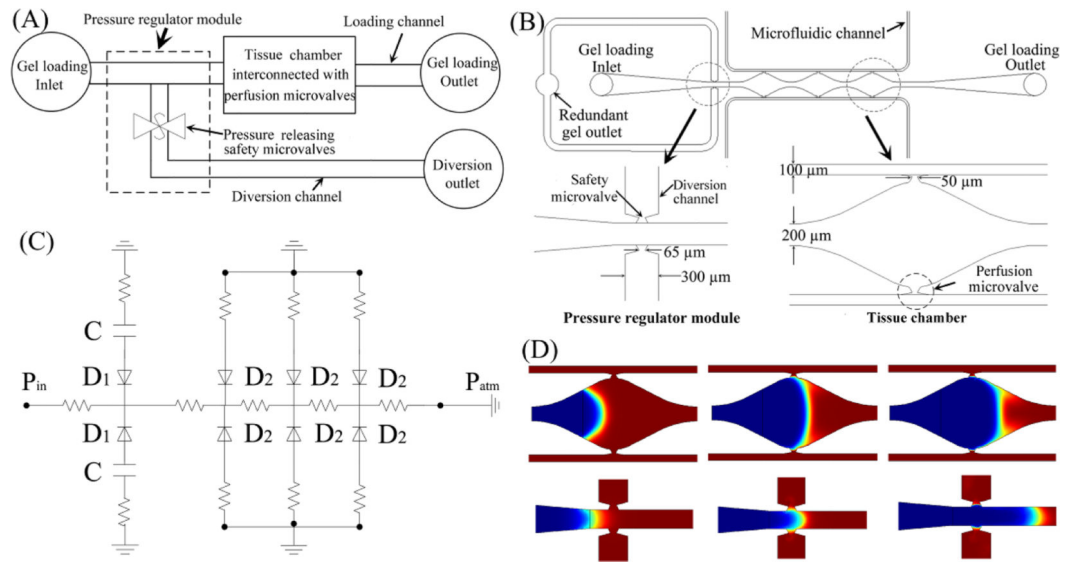 (A)
Pressure regulator module
Loading channel
Gel loading
Inlet
Tissue chamber
interconnected with
perfusion microvalves
Gel loading
Outlet
Pressure releasing
safety microvalves
Diversion
outlet
Diversion channel
(B)
Microfluidic channel
Gel loading
Inlet
Gel loading
Outlet
Redundant
gel outlet
Safety
microvalve
Diversion
channel
65 µm
300 µm
Pressure regulator module
100 µm
50 µm
200 µm
Perfusion
microvalve
Tissue chamber
(C)
C
D1
D2
D2
D2
Pin
Patm
D1
D2
D2
D2
C
(D)